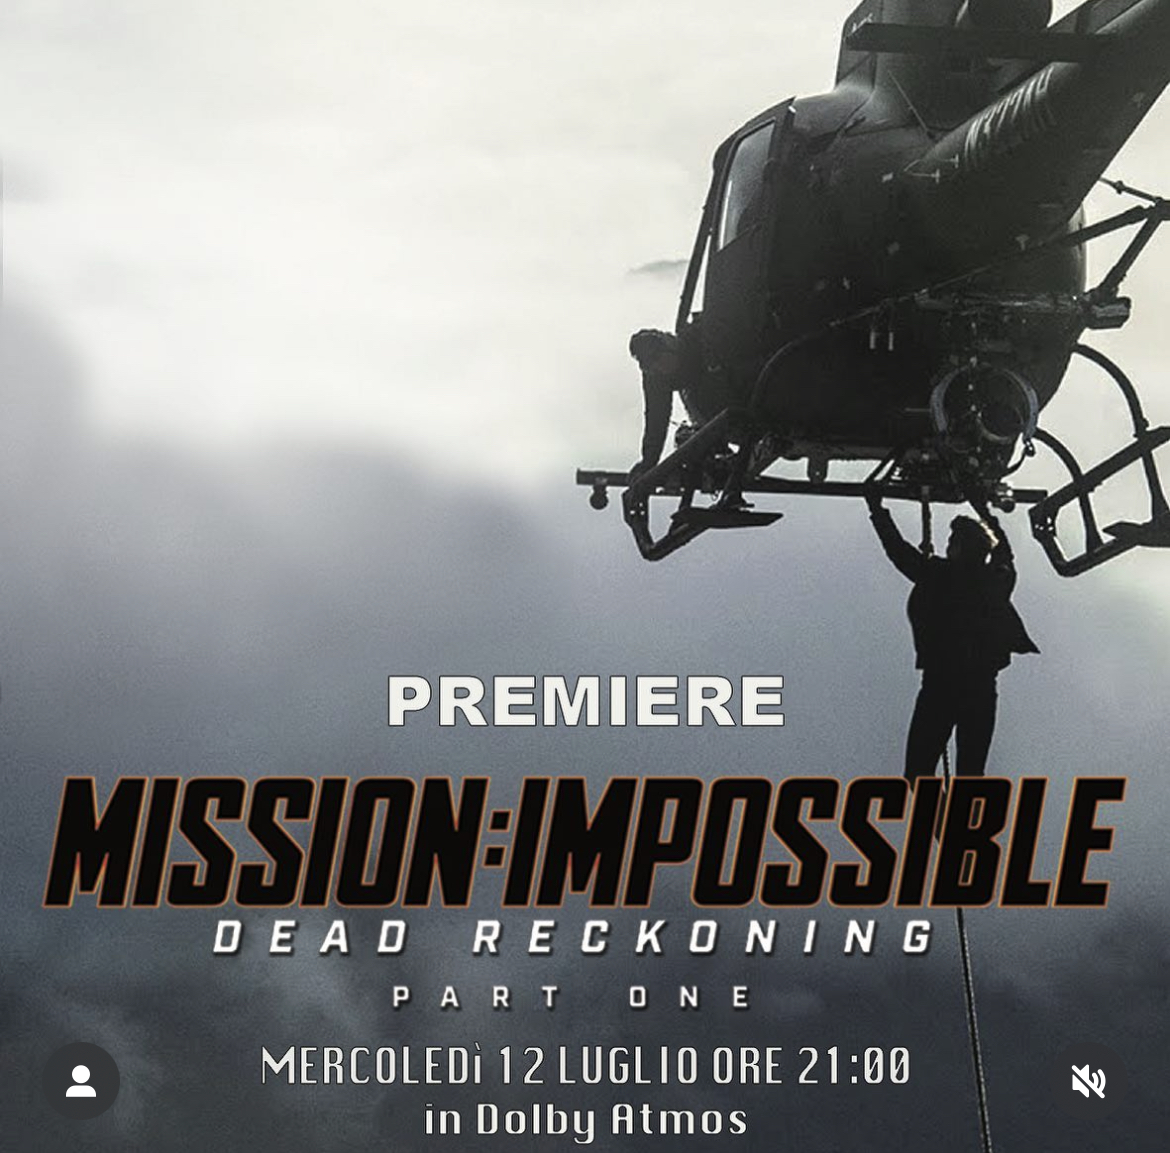 PREMIERE
MISSION:IMPOSSIBLE
DEAD RECKONING
PART ONE
MERCOLEDì 12 LUGLIO ORE 21:00
in Dolby Atmos